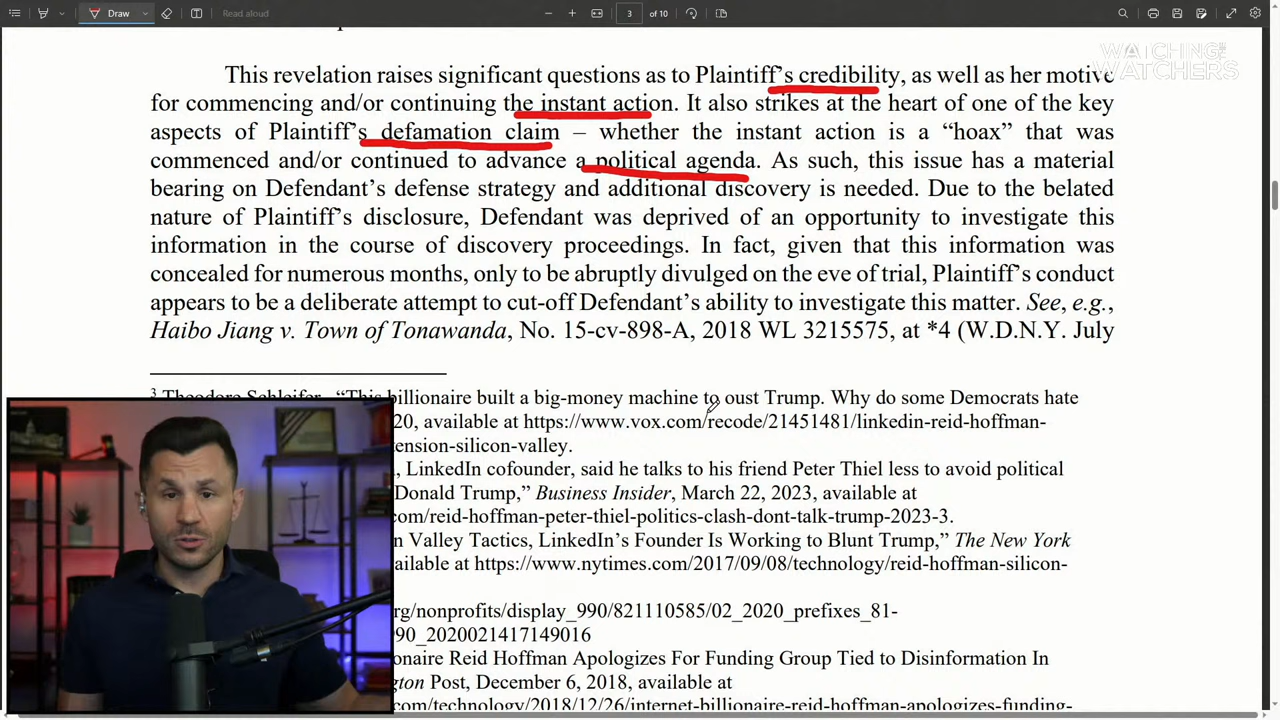 Draw
Read aloud
3 of 10
WATCHING THE WATCHERS
This revelation raises significant questions as to Plaintiff's credibility, as well as her motive
for commencing and/or continuing the instant action. It also strikes at the heart of one of the key
aspects of Plaintiff's defamation claim – whether the instant action is a “hoax” that was
commenced and/or continued to advance a political agenda. As such, this issue has a material
bearing on Defendant's defense strategy and additional discovery is needed. Due to the belated
nature of Plaintiff's disclosure, Defendant was deprived of an opportunity to investigate this
information in the course of discovery proceedings. In fact, given that this information was
concealed for numerous months, only to be abruptly divulged on the eve of trial, Plaintiff's conduct
appears to be a deliberate attempt to cut-off Defendant's ability to investigate this matter. See, e.g.,
Haibo Jiang v. Town of Tonawanda, No. 15-cv-898-A, 2018 WL 3215575, at *4 (W.D.N.Y. July
3 Theodore Schleifer, “This billionaire built a big-money machine to oust Trump. Why do some Democrats hate
20, available at https://www.vox.com/recode/21451481/linkedin-reid-hoffman-
tension-silicon-valley.
, LinkedIn cofounder, said he talks to his friend Peter Thiel less to avoid political
Donald Trump,” Business Insider, March 22, 2023, available at
com/reid-hoffman-peter-thiel-politics-clash-dont-talk-trump-2023-3.
n Valley Tactics, LinkedIn's Founder Is Working to Blunt Trump,” The New York
ailable at https://www.nytimes.com/2017/09/08/technology/reid-hoffman-silicon-
rg/nonprofits/display_990/821110585/02_2020_prefixes_81-
990_2020021417149016
ionaire Reid Hoffman Apologizes For Funding Group Tied to Disinformation In
gton Post, December 6, 2018, available at
com/technology/2018/12/26/internet-billionaire-reid-hoffman-apologizes-funding-